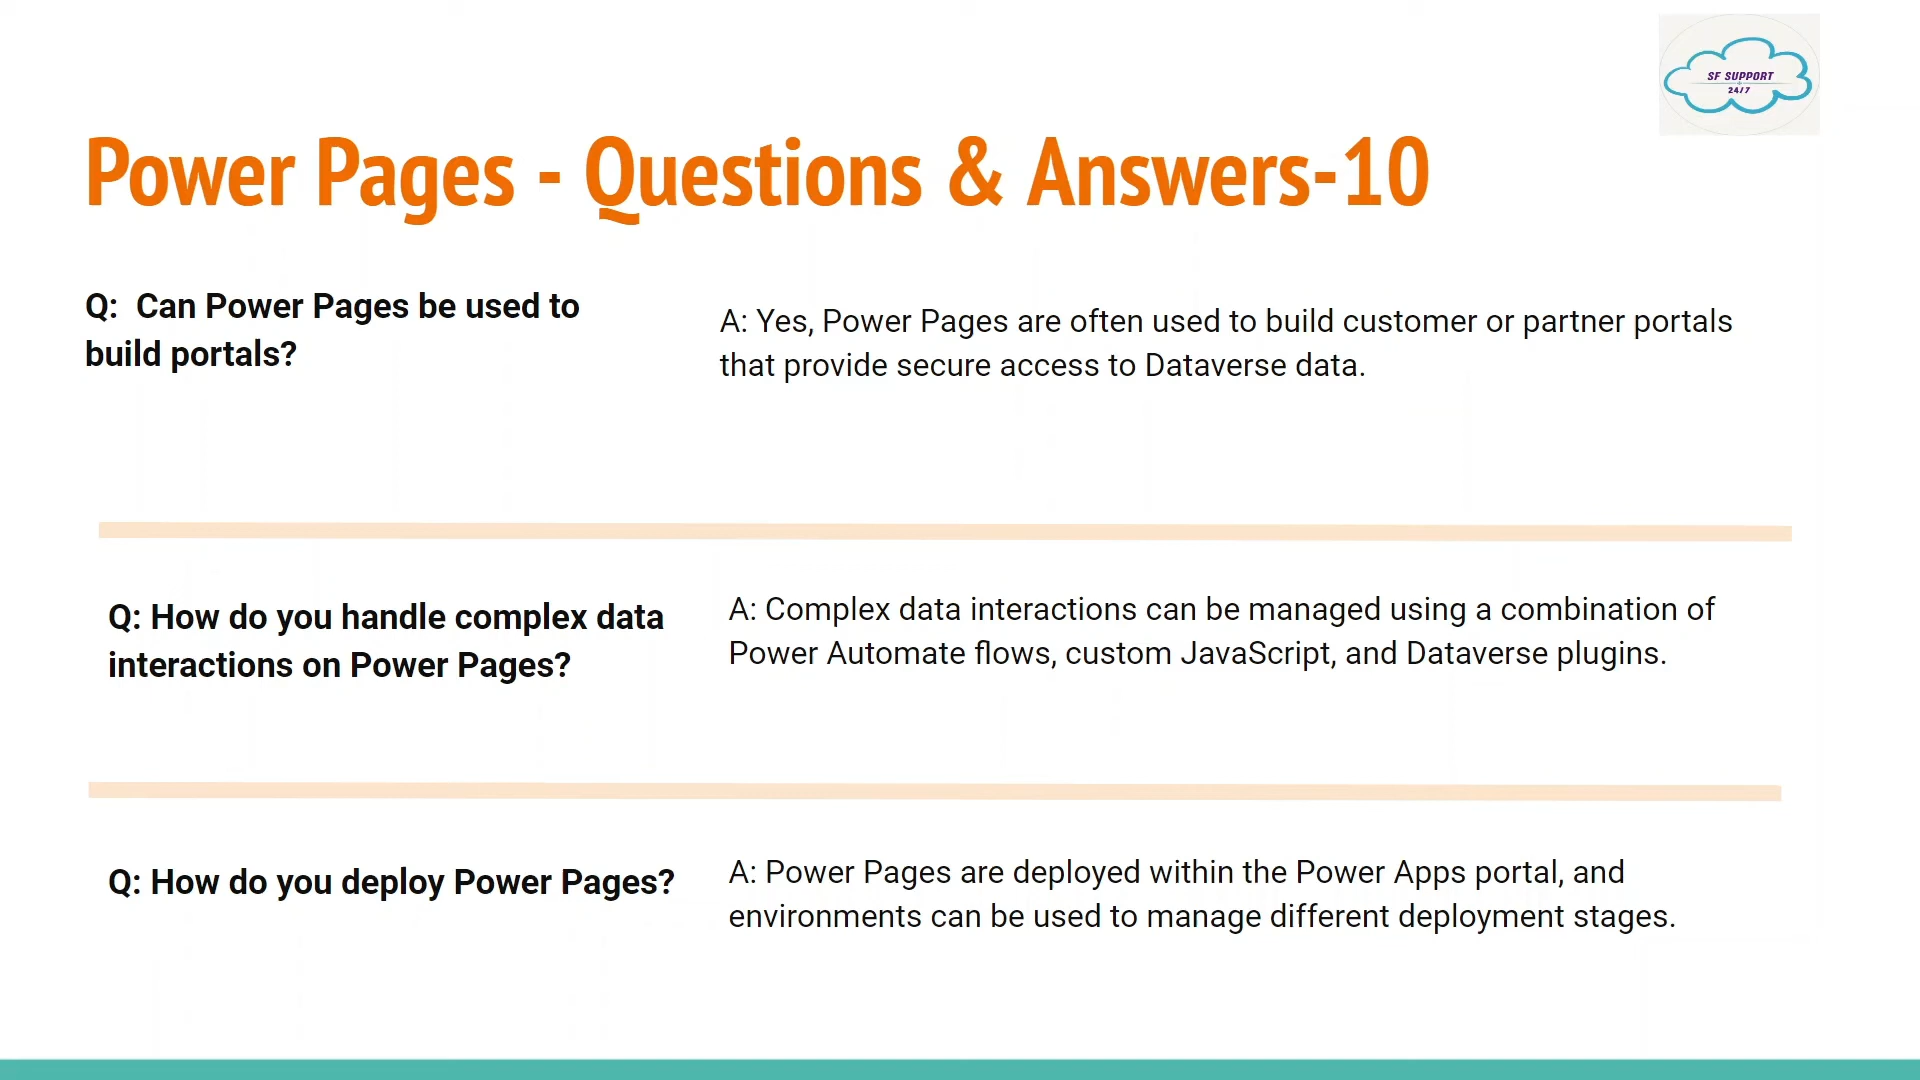 SF SUPPORT
24/7
Power Pages - Questions & Answers-10
Q:  Can Power Pages be used to
build portals?
A: Yes, Power Pages are often used to build customer or partner portals
that provide secure access to Dataverse data.
Q: How do you handle complex data
interactions on Power Pages?
A: Complex data interactions can be managed using a combination of
Power Automate flows, custom JavaScript, and Dataverse plugins.
Q: How do you deploy Power Pages?
A: Power Pages are deployed within the Power Apps portal, and
environments can be used to manage different deployment stages.